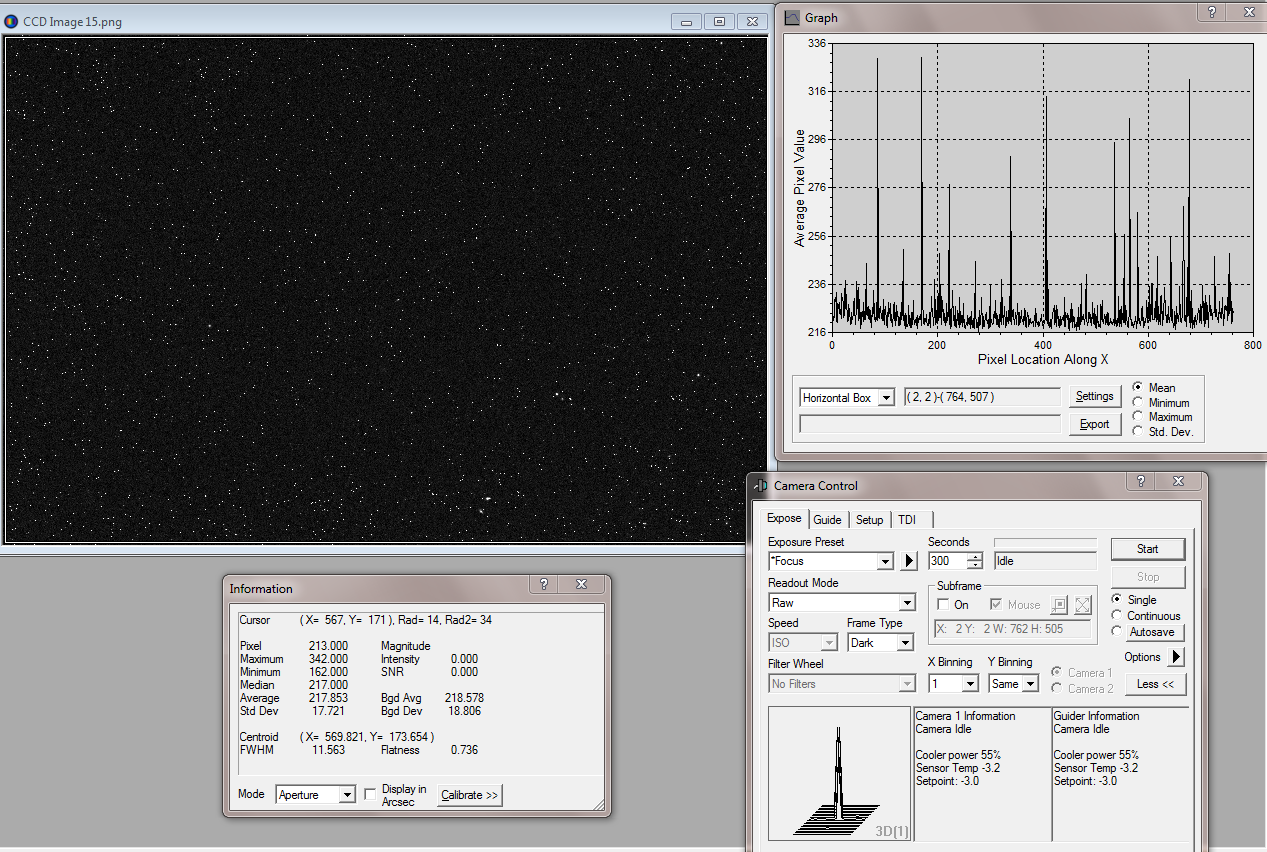 CCD Image 15.png
Graph
336
316
296
276
256
236
216
Average Pixel Value
0 200 400 600 800
Pixel Location Along X
Horizontal Box ( 2, 2 )-( 764, 507 ) Settings
Export
Mean
Minimum
Maximum
Std. Dev.
Information
Cursor ( X= 567, Y= 171 ), Rad= 14, Rad2= 34
Pixel 213.000 Magnitude
Maximum 342.000 Intensity 0.000
Minimum 162.000 SNR 0.000
Median 217.000
Average 217.853 Bgd Avg 218.578
Std Dev 17.721 Bgd Dev 18.806
Centroid ( X= 569.821, Y= 173.654 )
FWHM 11.563 Flatness 0.736
Mode Aperture Display in Arcsec Calibrate >>
Camera Control
Expose Guide Setup TDI
Exposure Preset Seconds
*Focus 300 Idle Start
Readout Mode Subframe Stop
Raw On Mouse Single
Speed Frame Type X: 2 Y: 2 W: 762 H: 505 Continuous
ISO Dark Autosave
Filter Wheel X Binning Y Binning Camera 1 Options
No Filters 1 Same Camera 2 Less <<
3D[1]
Camera 1 Information
Camera Idle
Cooler power 55%
Sensor Temp -3.2
Setpoint: -3.0
Guider Information
Camera Idle
Cooler power 55%
Sensor Temp -3.2
Setpoint: -3.0